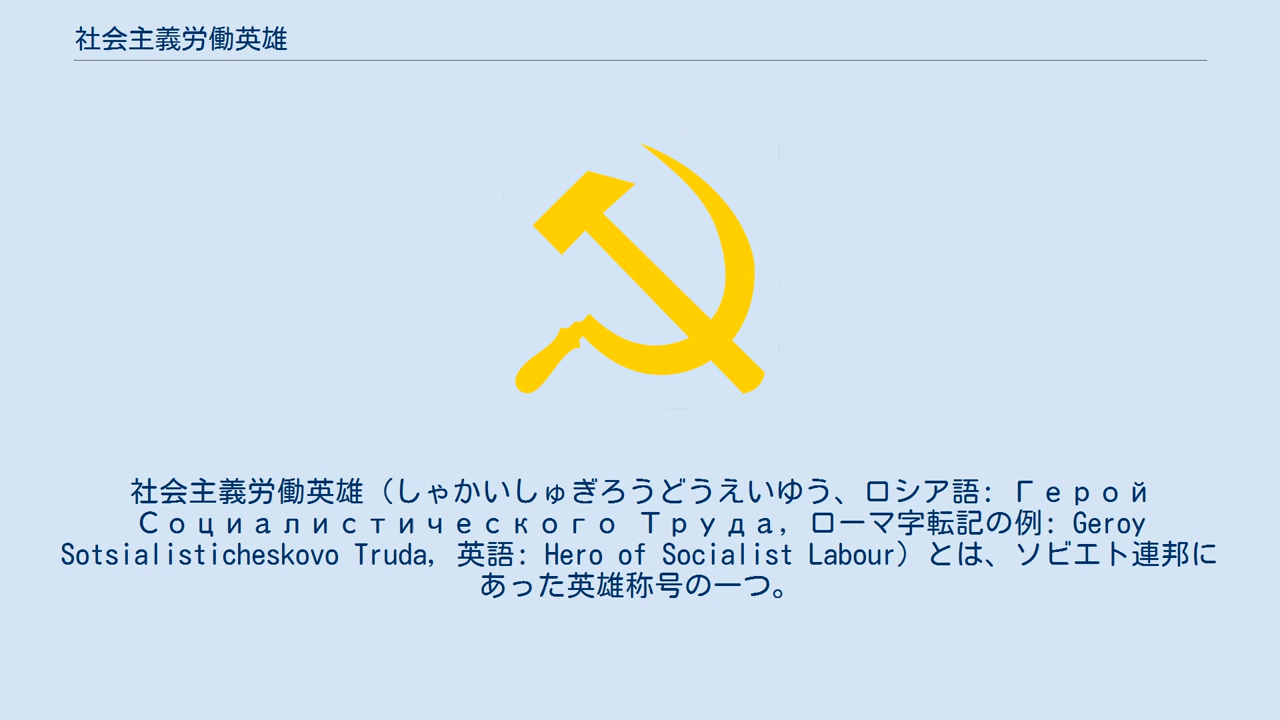 社会主義労働英雄
社会主義労働英雄（しゃかいしゅぎろうどうえいゆう、ロシア語: Герой
Социалистического Труда, ローマ字転記の例: Geroy
Sotsialisticheskovo Truda, 英語: Hero of Socialist Labour）とは、ソビエト連邦に
あった英雄称号の一つ。